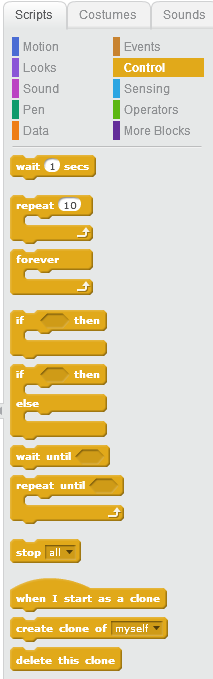 Scripts Costumes Sounds
Motion Events
Looks Control
Sound Sensing
Pen Operators
Data More Blocks
wait 1 secs
repeat 10
forever
if then
if then
else
wait until
repeat until
stop all
when I start as a clone
create clone of myself
delete this clone